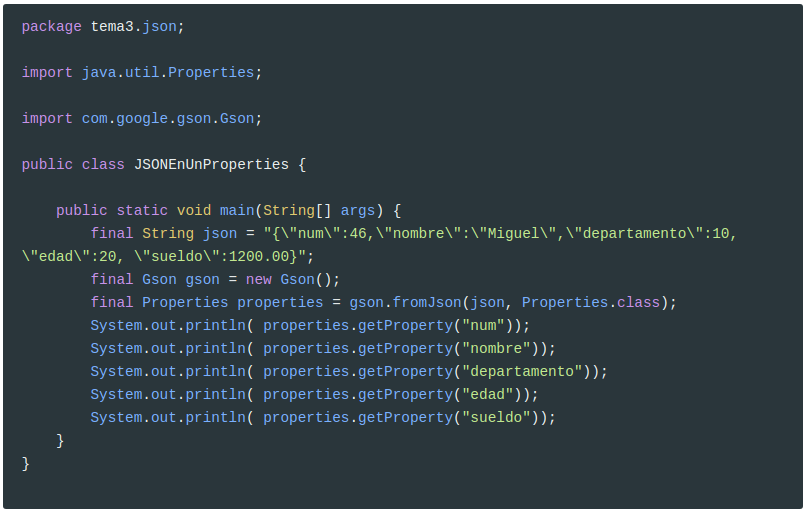 package tema3.json;
import java.util.Properties;
import com.google.gson.Gson;
public class JSONEnUnProperties {
public static void main(String[] args) {
final String json = "{\"num\":46,\"nombre\":\"Miguel\",\"departamento\":10,
\"edad\":20, \"sueldo\":1200.00}";
final Gson gson = new Gson();
final Properties properties = gson.fromJson(json, Properties.class);
System.out.println( properties.getProperty("num"));
System.out.println( properties.getProperty("nombre"));
System.out.println( properties.getProperty("departamento"));
System.out.println( properties.getProperty("edad"));
System.out.println( properties.getProperty("sueldo"));
}
}